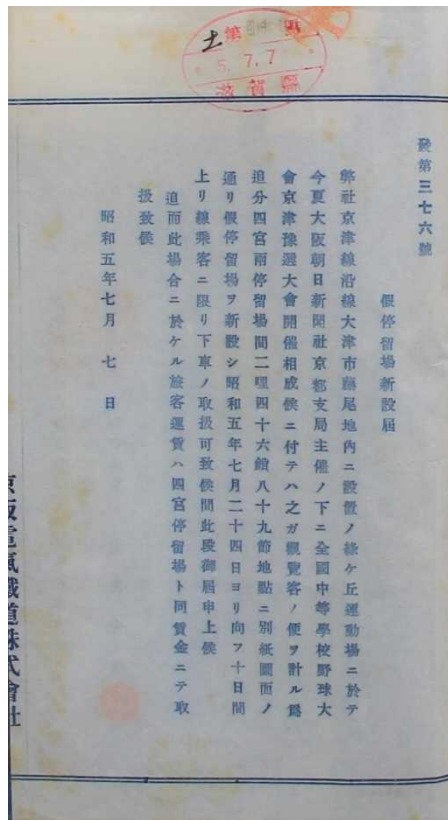 土第 號
5.7.7
滋賀縣
發第三七六號
假停留場新設届
弊社京津線沿線大津市藤尾地內ニ設置ノ綠ケ丘運動場ニ於テ
今夏大阪朝日新聞社京都支局主催ノ下ニ全國中等學校野球大
會京津豫選大會開催相成候ニ付テハ之ガ觀覽客ノ便ヲ計ル爲
追分四宮兩停留場間二哩四十六鎖八十九節地點ニ別紙圖面ノ
通リ假停留場ヲ新設シ昭和五年七月二十四日ヨリ向フ十日間
上リ線乘客ニ限リ下車ノ取扱可致候間此段御届申上候
追而此場合ニ於ケル旅客運賃ハ四宮停留場ト同賃金ニテ取
扱致候
昭和五年七月 七 日
京阪電氣鐵道株式會社